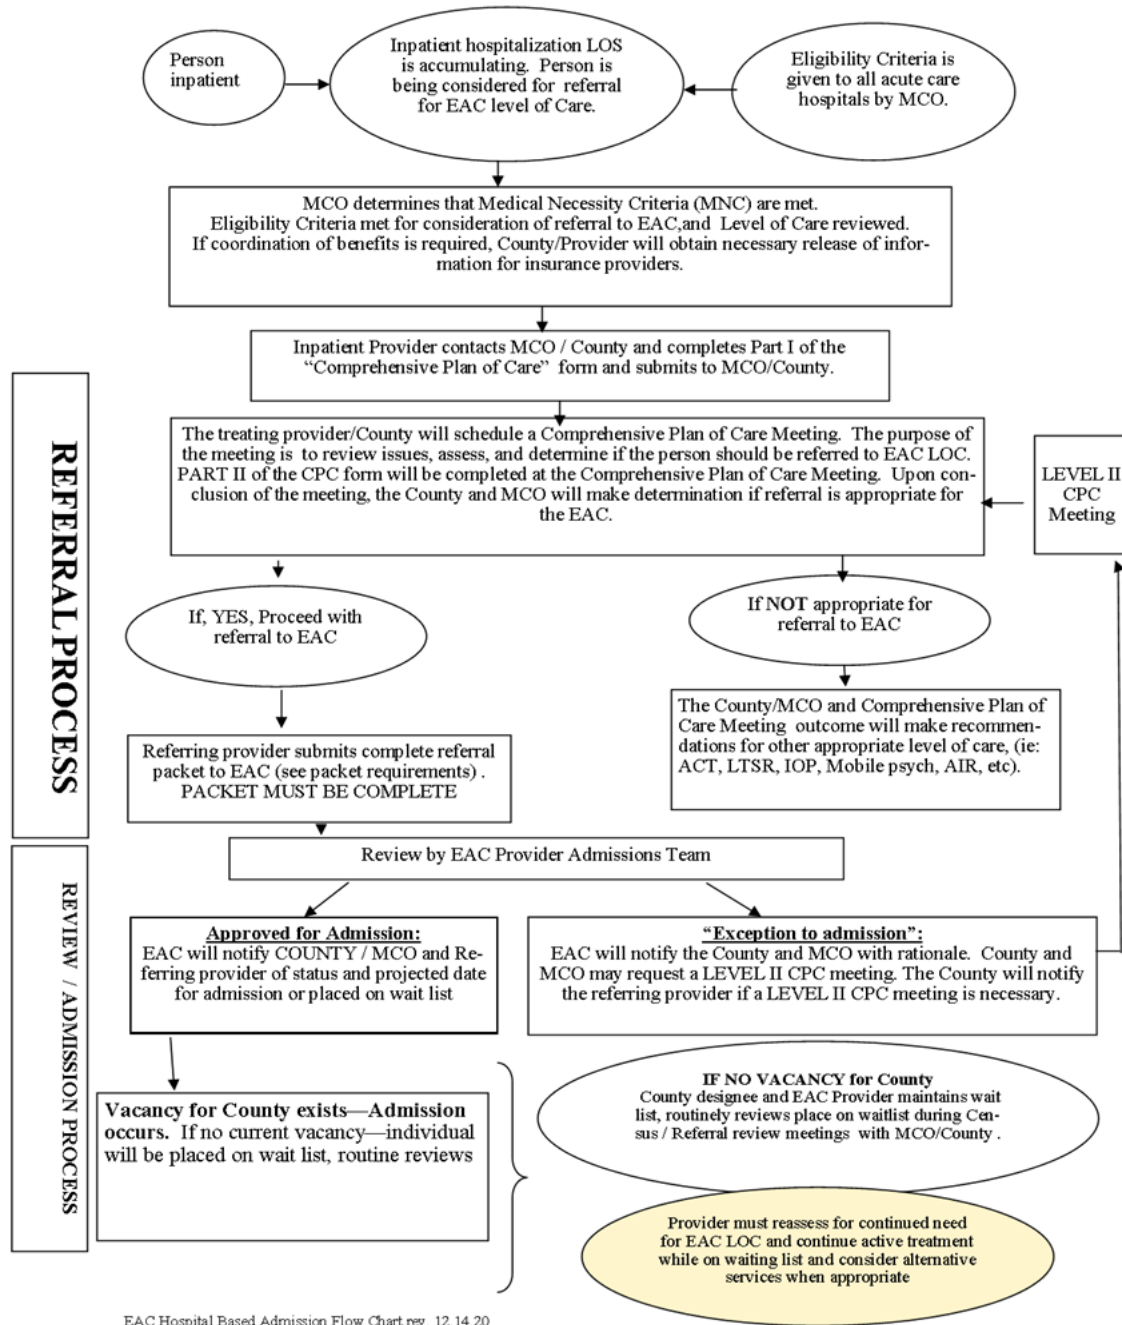 Person
inpatient
Inpatient hospitalization LOS
is accumulating.  Person is
being considered for  referral
for EAC level of Care.
Eligibility Criteria is
given to all acute care
hospitals by MCO.
MCO determines that Medical Necessity Criteria (MNC) are met.
Eligibility Criteria met for consideration of referral to EAC,and  Level of Care reviewed.
If coordination of benefits is required, County/Provider will obtain necessary release of infor-
mation for insurance providers.
Inpatient Provider contacts MCO / County and completes Part I of the
“Comprehensive Plan of Care”  form and submits to MCO/County.
REFERRAL PROCESS
The treating provider/County will schedule a Comprehensive Plan of Care Meeting.  The purpose of
the meeting is  to review issues, assess, and determine if the person should be referred to EAC LOC.
PART II of the CPC form will be completed at the Comprehensive Plan of Care Meeting.  Upon con-
clusion of the meeting, the County and MCO will make determination if referral is appropriate for
the EAC.
LEVEL II
CPC
Meeting
If, YES, Proceed with
referral to EAC
If NOT appropriate for
referral to EAC
The County/MCO and Comprehensive Plan of
Care Meeting  outcome will make recommen-
dations for other appropriate level of care, (ie:
ACT, LTSR, IOP, Mobile psych, AIR, etc).
Referring provider submits complete referral
packet to EAC (see packet requirements) .
PACKET MUST BE COMPLETE
REVIEW / ADMISSION PROCESS
Review by EAC Provider Admissions Team
Approved for Admission:
EAC will notify COUNTY / MCO and Re-
ferring provider of status and projected date
for admission or placed on wait list
“Exception to admission”:
EAC will notify the County and MCO with rationale.  County and
MCO may request a LEVEL II CPC meeting. The County will notify
the referring provider if a LEVEL II CPC meeting is necessary.
Vacancy for County exists—Admission
occurs.  If no current vacancy—individual
will be placed on wait list, routine reviews
IF NO VACANCY for County
County designee and EAC Provider maintains wait
list, routinely reviews place on waitlist during Cen-
sus / Referral review meetings  with MCO/County .
Provider must reassess for continued need
for EAC LOC and continue active treatment
while on waiting list and consider alternative
services when appropriate
EAC Hospital Based Admission Flow Chart rev. 12.14.20